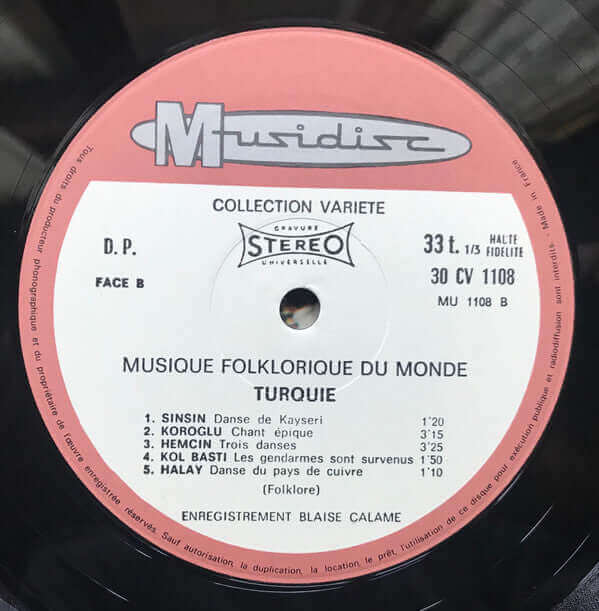 Musidisc
COLLECTION VARIETE
GRAVURE
STEREO
UNIVERSELLE
D.P.
FACE B
33 t. 1/3 HAUTE FIDELITE
30 CV 1108
MU 1108 B
MUSIQUE FOLKLORIQUE DU MONDE
TURQUIE
1. SINSIN Danse de Kayseri 1'20
2. KOROGLU Chant épique 3'15
3. HEMCIN Trois danses 3'25
4. KOL BASTI Les gendarmes sont survenus 1'50
5. HALAY Danse du pays de cuivre 1'10
(Folklore)
ENREGISTREMENT BLAISE CALAME
Tous droits du producteur phonographique et du propriétaire de l'œuvre enregistrée réservés. Sauf autorisation, la duplication, la location, le prêt, l'utilisation de ce disque pour exécution publique et radiodiffusion sont interdits - Made in France